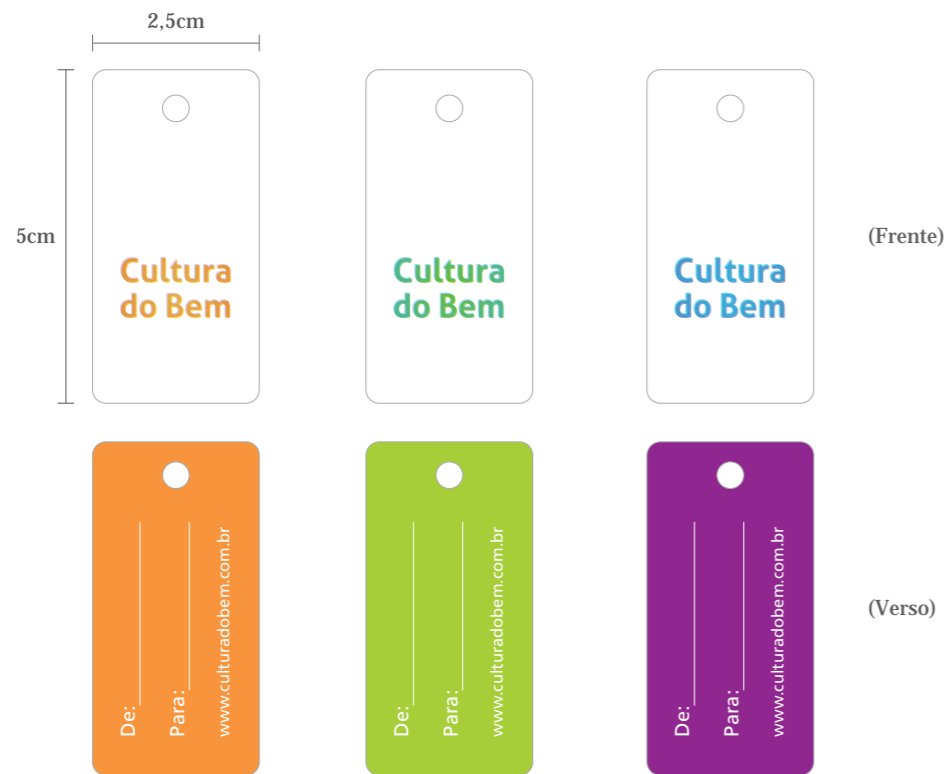 2,5cm
5cm
Cultura
do Bem
Cultura
do Bem
Cultura
do Bem
(Frente)
De:
Para:
www.culturadobem.com.br
De:
Para:
www.culturadobem.com.br
De:
Para:
www.culturadobem.com.br
(Verso)